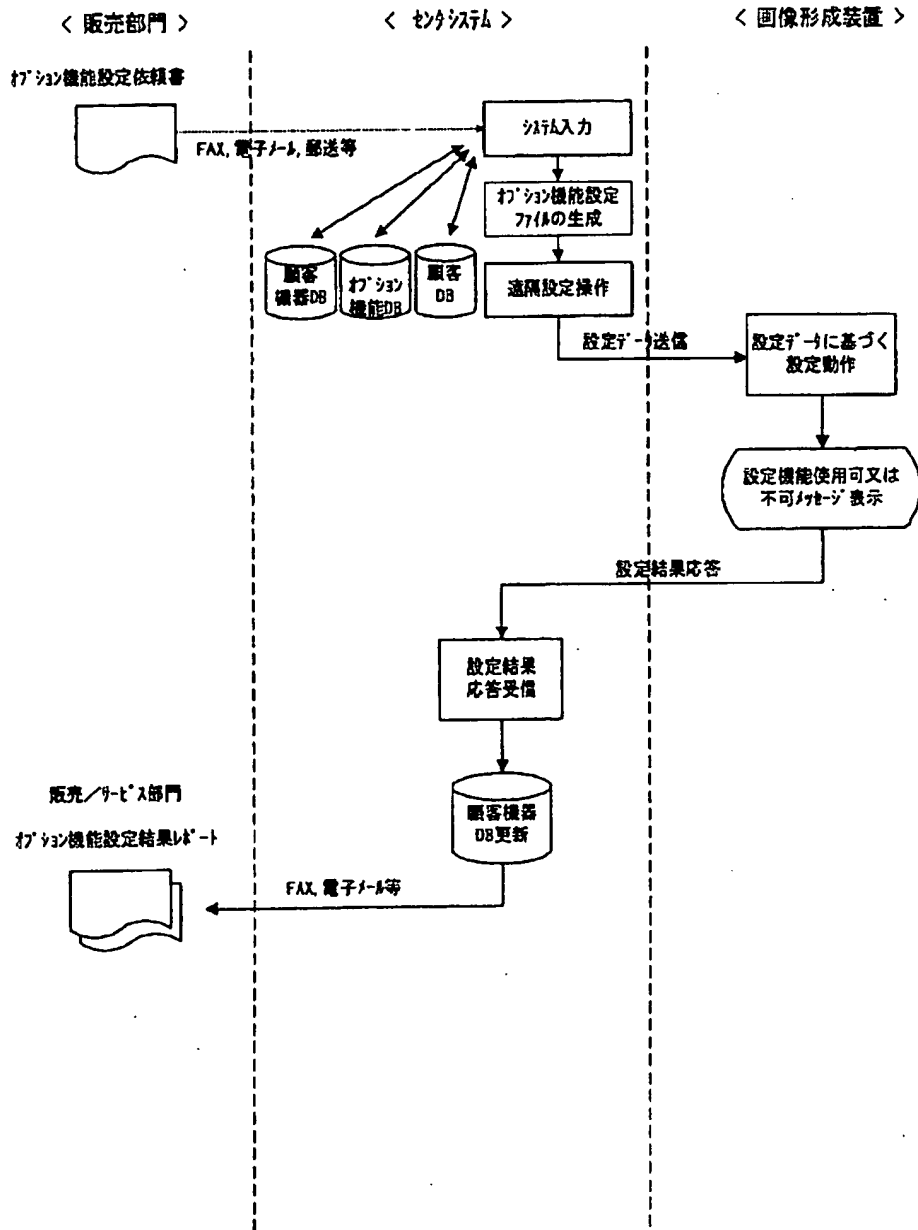 〈 販売部門 〉
〈 センタシステム 〉
〈 画像形成装置 〉
オプション機能設定依頼書
FAX, 電子メール, 郵送等
システム入力
オプション機能設定
ファイルの生成
顧客
機器DB
オプション
機能DB
顧客
DB
遠隔設定操作
設定データ送信
設定データに基づく
設定動作
設定機能使用可又は
不可メッセージ表示
設定結果応答
設定結果
応答受信
顧客機器
DB更新
販売／サービス部門
オプション機能設定結果レポート
FAX, 電子メール等